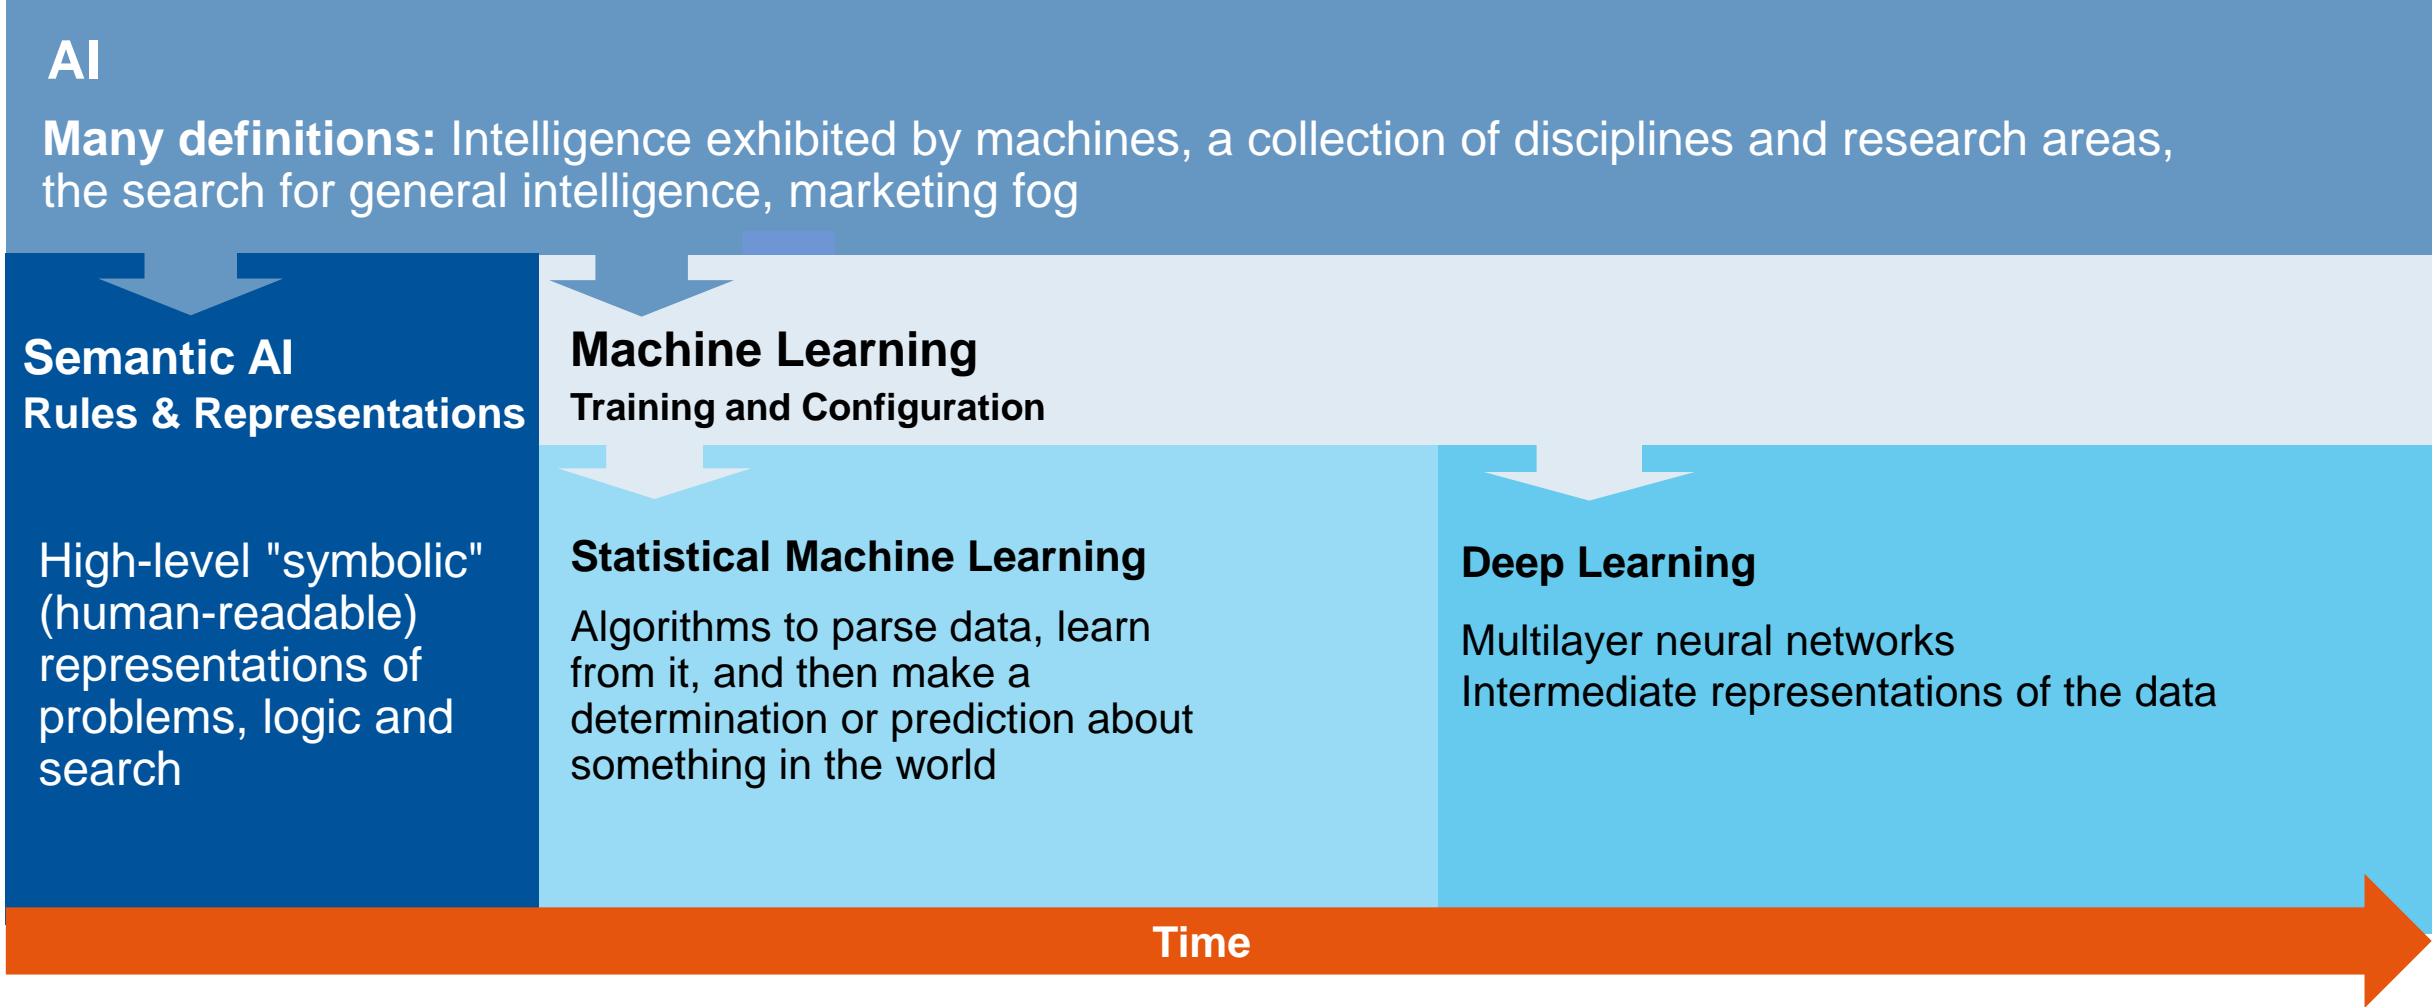 AI
Many definitions: Intelligence exhibited by machines, a collection of disciplines and research areas,
the search for general intelligence, marketing fog
Semantic AI
Rules & Representations
High-level "symbolic"
(human-readable)
representations of
problems, logic and
search
Machine Learning
Training and Configuration
Statistical Machine Learning
Algorithms to parse data, learn
from it, and then make a
determination or prediction about
something in the world
Deep Learning
Multilayer neural networks
Intermediate representations of the data
Time